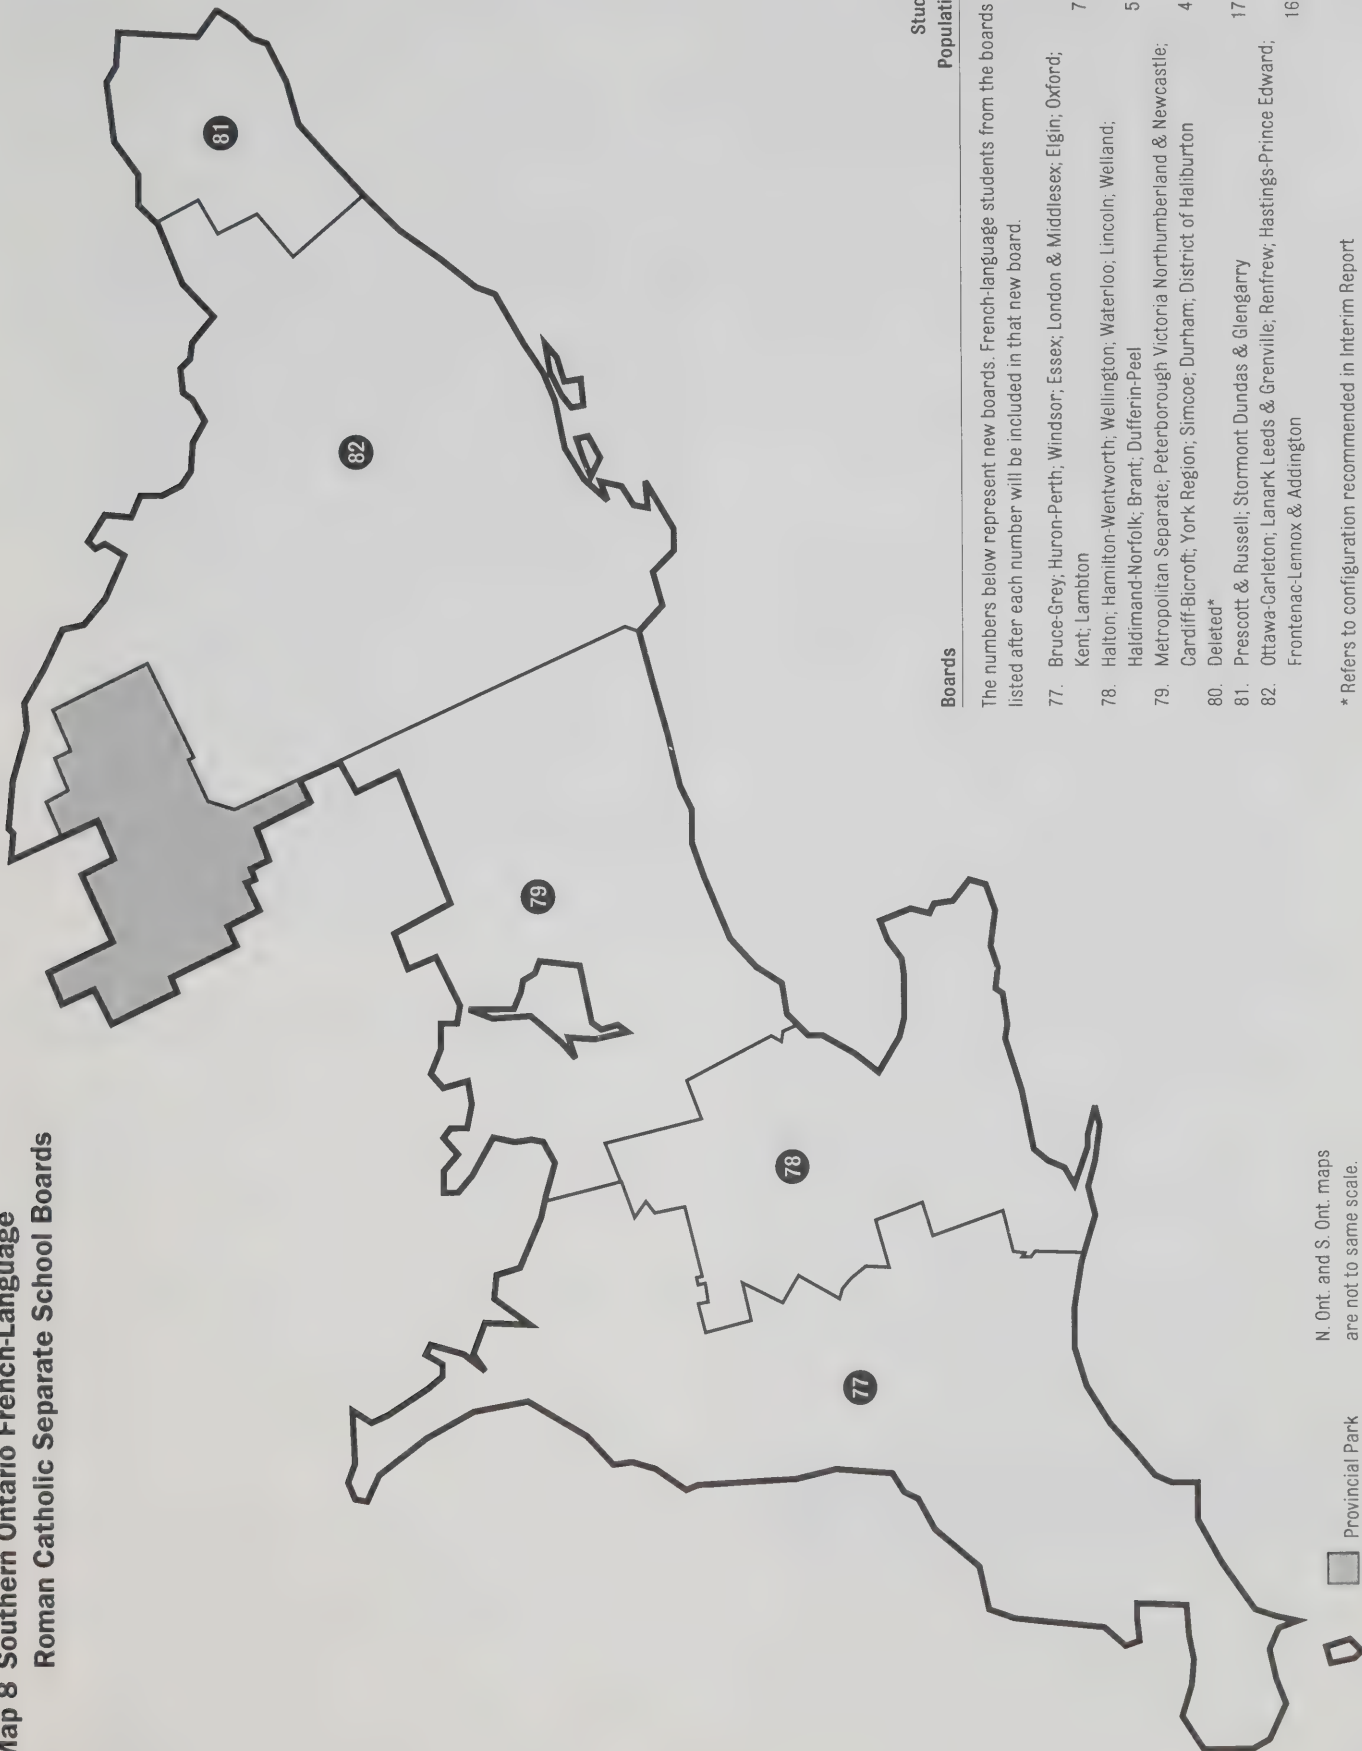 Map 8 Southern Ontario French-Language
Roman Catholic Separate School Boards
81
82
79
78
77
Boards
The numbers below represent new boards. French-language students from the boards
listed after each number will be included in that new board.
77. Bruce-Grey; Huron-Perth; Windsor; Essex; London & Middlesex; Elgin; Oxford;
Kent; Lambton 7
78. Halton; Hamilton-Wentworth; Wellington; Waterloo; Lincoln; Welland;
Haldimand-Norfolk; Brant; Dufferin-Peel 5
79. Metropolitan Separate; Peterborough Victoria Northumberland & Newcastle;
Cardiff-Bicroft; York Region; Simcoe; Durham; District of Haliburton 4
80. Deleted*
81. Prescott & Russell; Stormont Dundas & Glengarry 17
82. Ottawa-Carleton; Lanark Leeds & Grenville; Renfrew; Hastings-Prince Edward;
Frontenac-Lennox & Addington 16
* Refers to configuration recommended in Interim Report
N. Ont. and S. Ont. maps
are not to same scale.
Provincial Park